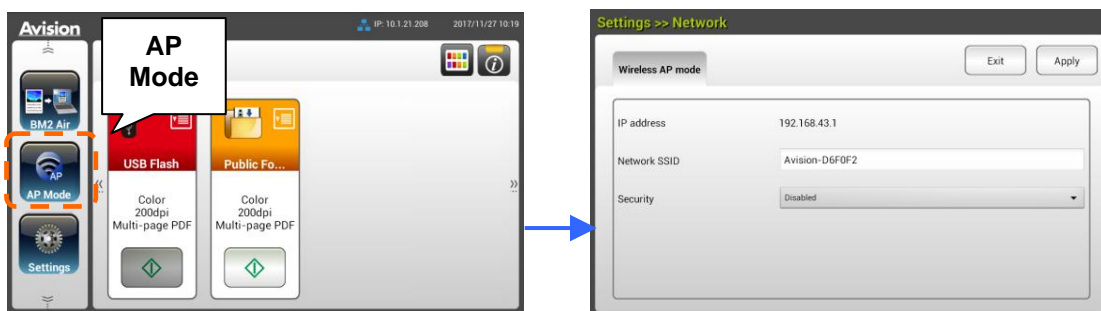 Avision
IP: 10.1.21.208
2017/11/27 10:19
AP
Mode
BM2 Air
AP
AP Mode
Settings
USB Flash
Color
200dpi
Multi-page PDF
Public Fo...
Color
200dpi
Multi-page PDF
Settings >> Network
Wireless AP mode
Exit
Apply
IP address
192.168.43.1
Network SSID
Avision-D6F0F2
Security
Disabled